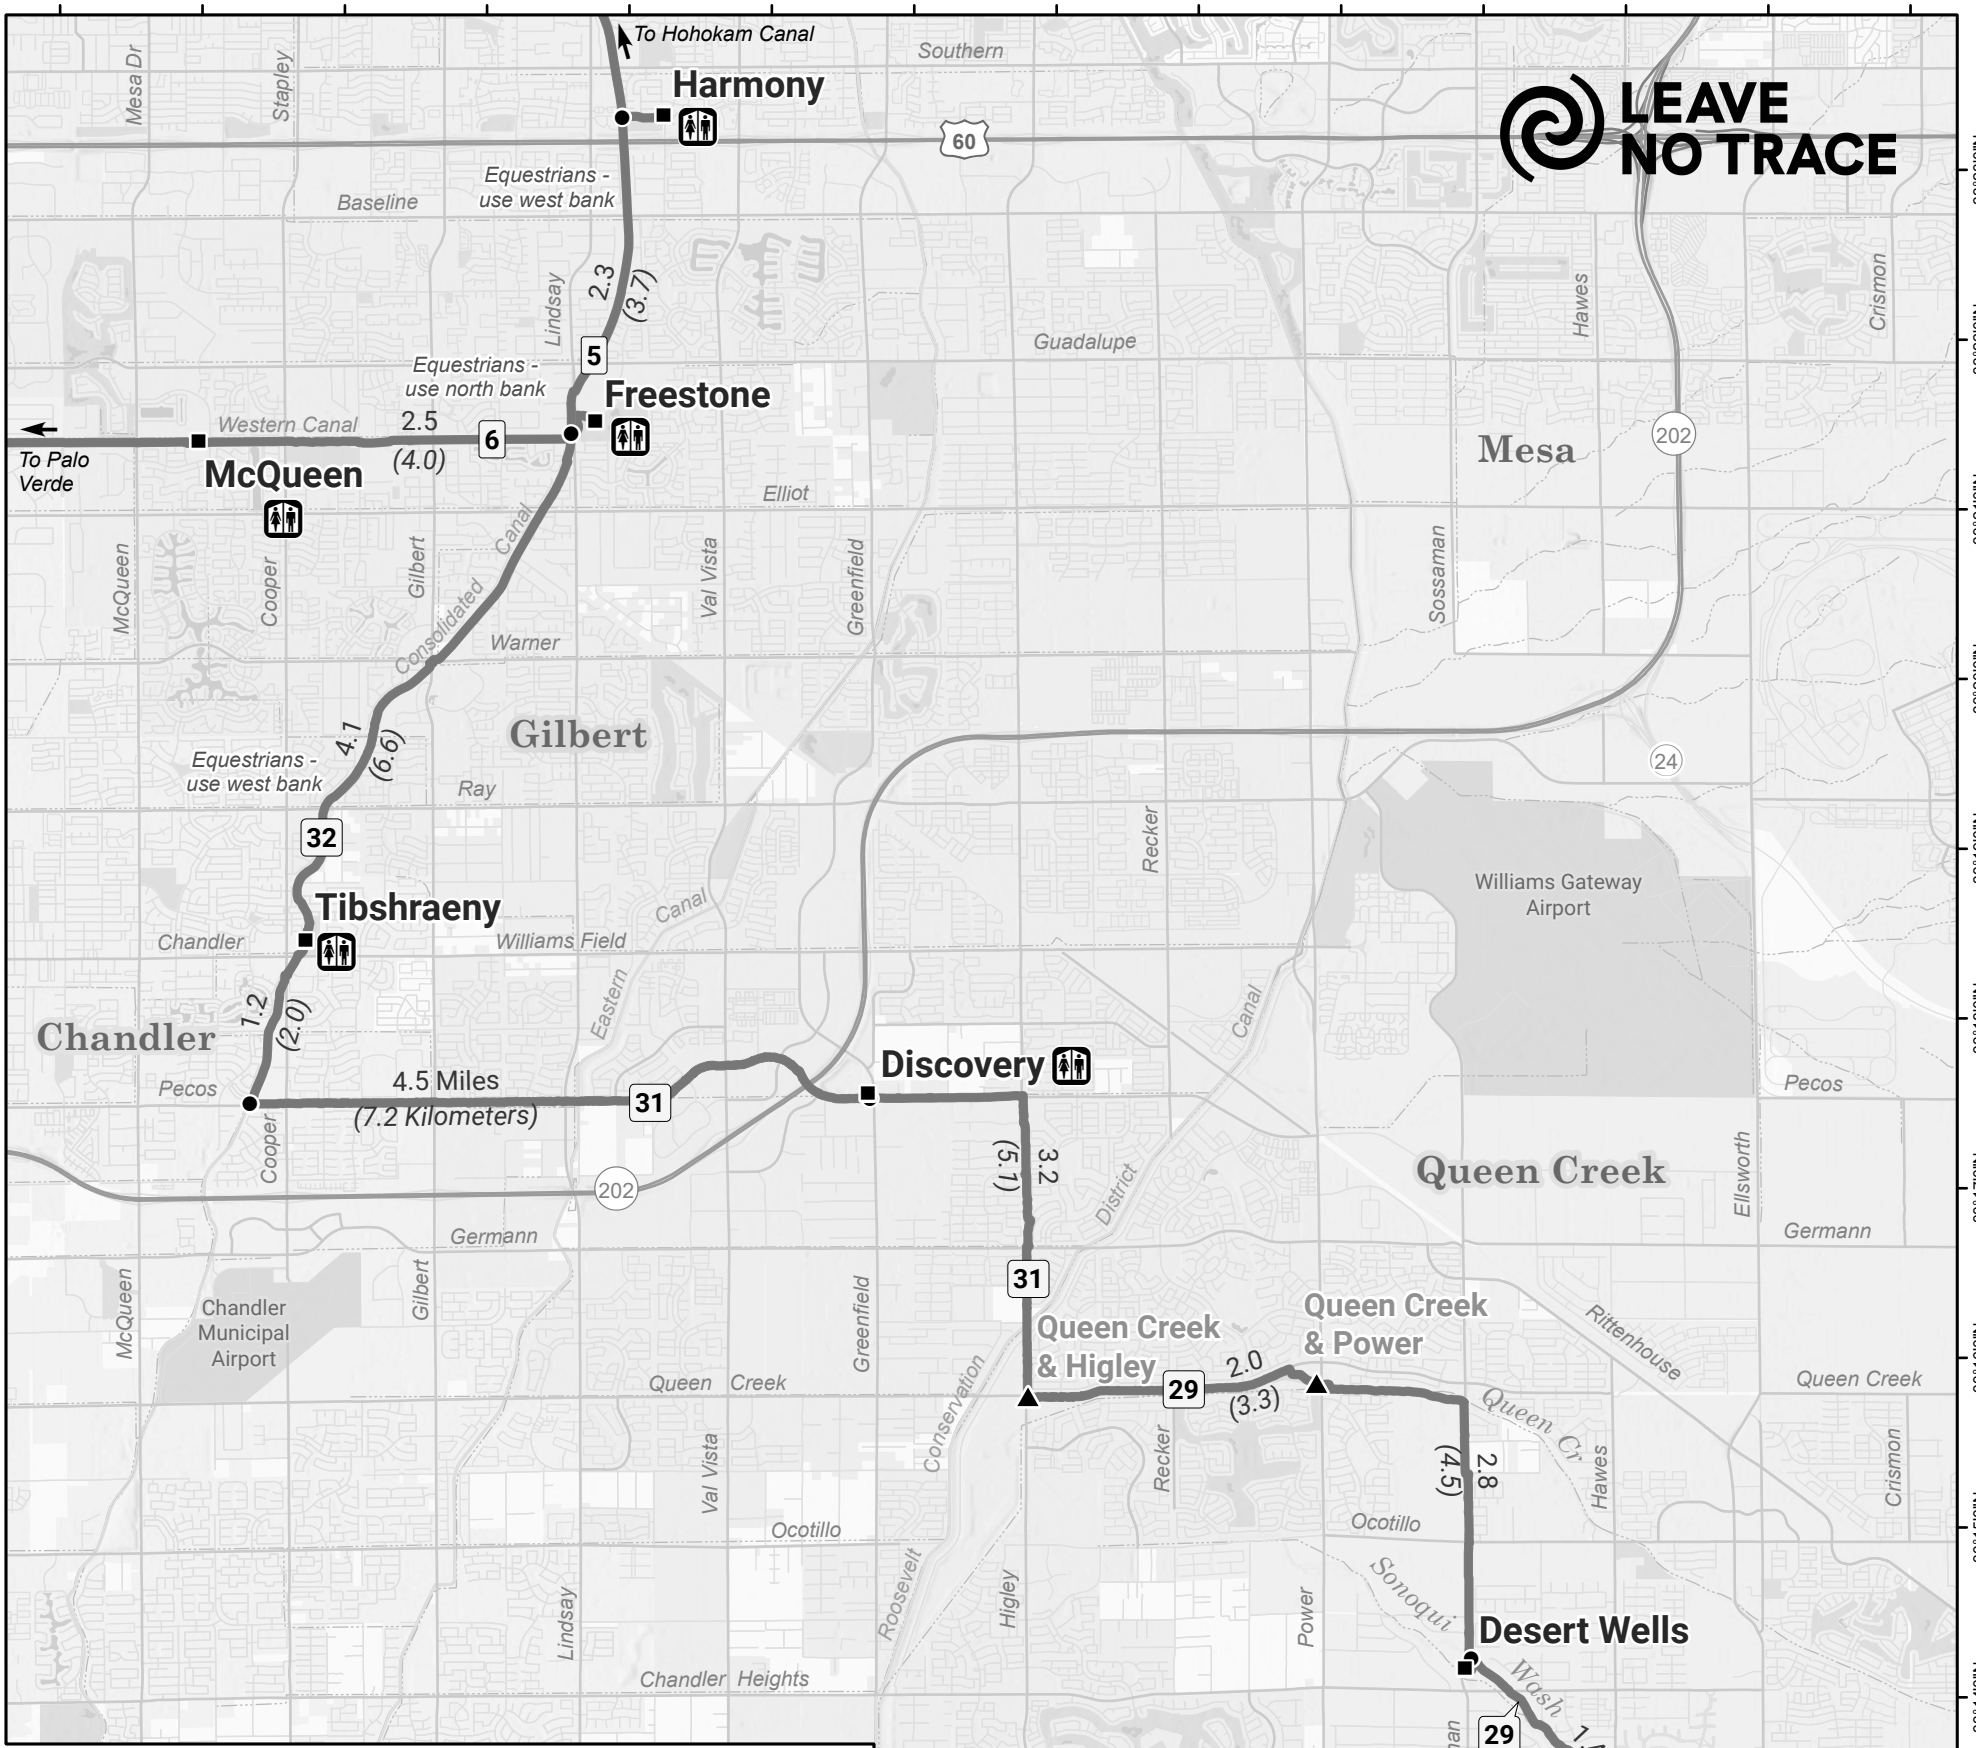 To Hohokam Canal
Southern
Harmony
Mesa Dr
Stapley
LEAVE
NO TRACE
60
Equestrians -
use west bank
Baseline
2.3
(3.7)
Lindsay
Hawes
Crismon
Guadalupe
5
Equestrians -
use north bank
Freestone
Western Canal
2.5
6
(4.0)
To Palo
Verde
McQueen
Mesa
202
Elliot
McQueen
Cooper
Gilbert
Consolidated
Canal
Val Vista
Greenfield
Sossaman
Warner
Gilbert
4.1
(6.6)
Equestrians -
use west bank
Ray
24
32
Recker
Williams Gateway
Airport
Tibshraeny
Chandler
Williams Field
Eastern
Canal
1.2
(2.0)
Chandler
Canal
Discovery
Pecos
4.5 Miles
(7.2 Kilometers)
31
Pecos
Cooper
3.2
(5.1)
District
Queen Creek
Ellsworth
202
Germann
Germann
31
McQueen
Gilbert
Chandler
Municipal
Airport
Greenfield
Queen Creek
& Higley
Queen Creek
& Power
Rittenhouse
2.0
29
(3.3)
Queen Creek
Queen Creek
Conservation
Queen Cr
Val Vista
Recker
2.8
(4.5)
Hawes
Crismon
Ocotillo
Ocotillo
Roosevelt
Lindsay
Higley
Power
Sonoqui
Wash
Desert Wells
Chandler Heights
29